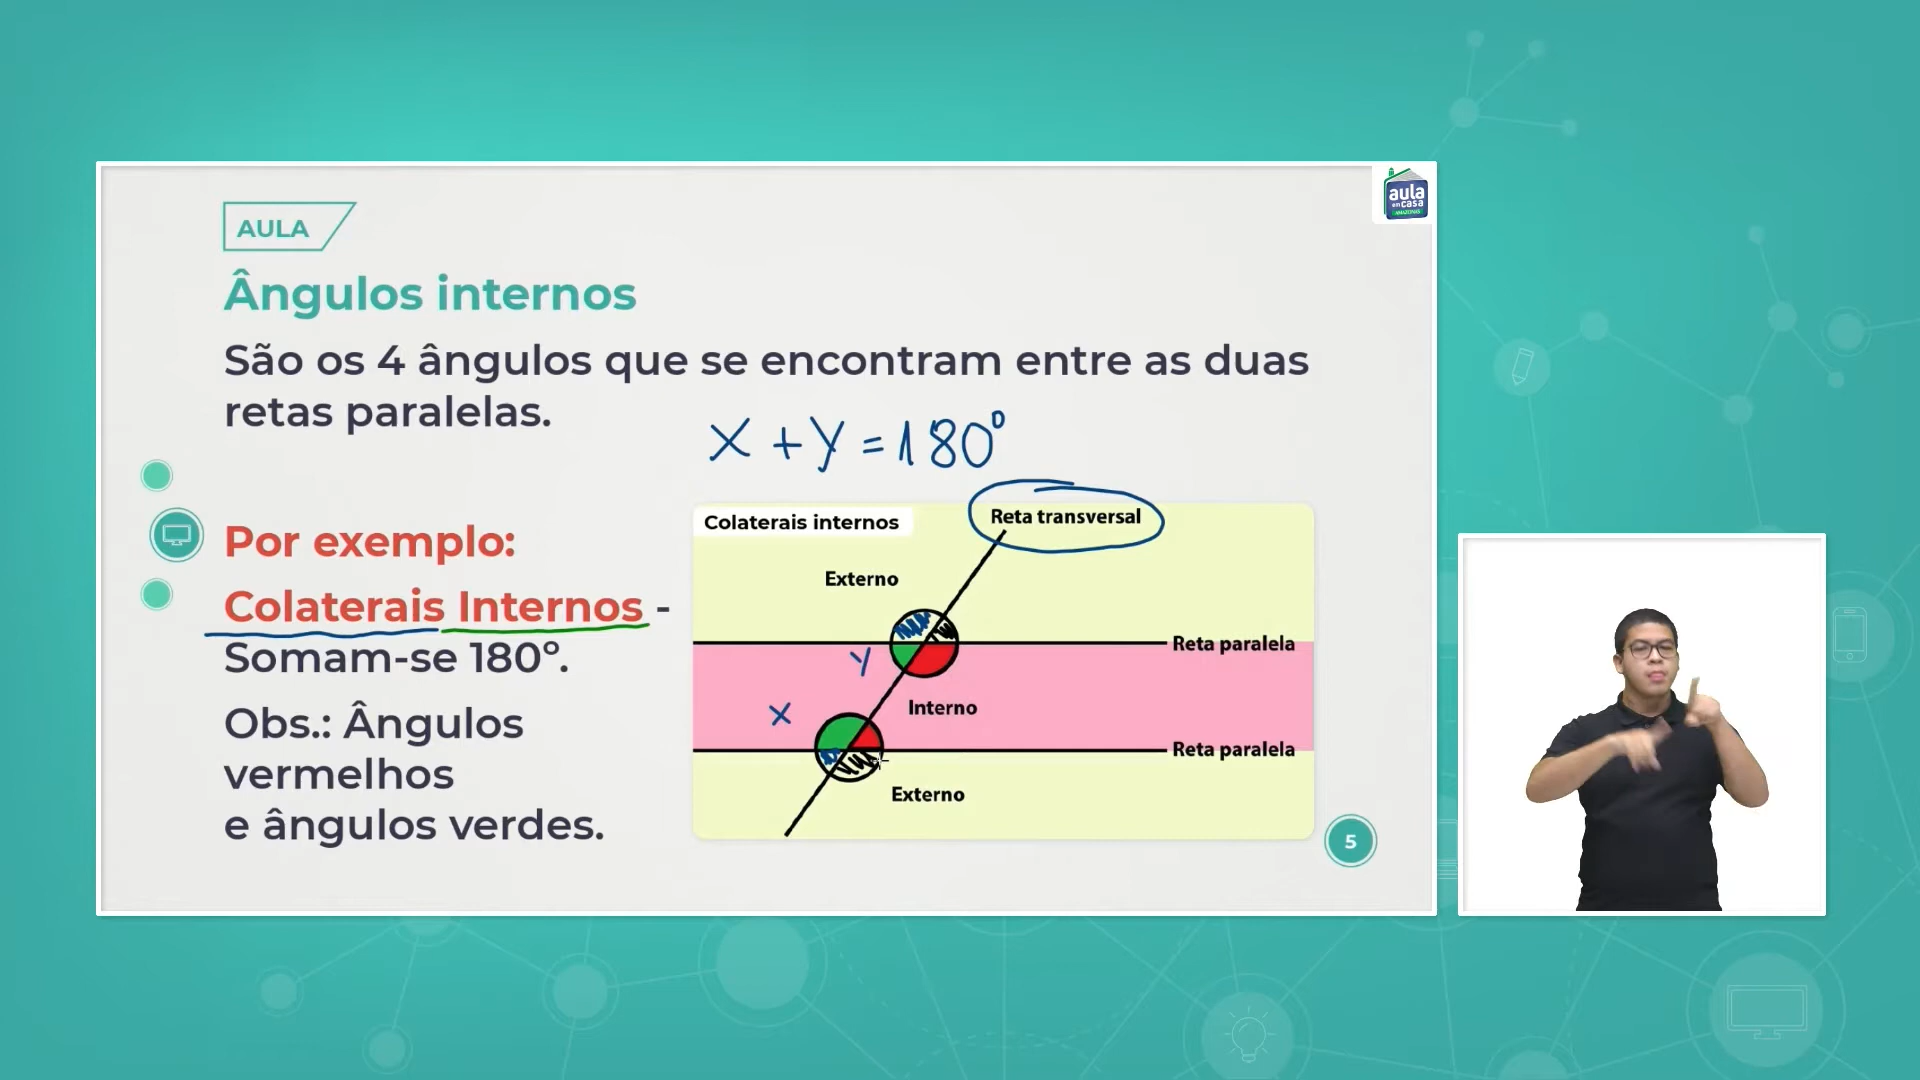 aula
em casa
AMAZONAS
AULA
Ângulos internos
São os 4 ângulos que se encontram entre as duas
retas paralelas.
X + Y = 180°
Por exemplo:
Colaterais Internos -
Somam-se 180º.
Obs.: Ângulos
vermelhos
e ângulos verdes.
Colaterais internos
Reta transversal
Externo
Reta paralela
Y
Interno
X
Reta paralela
Externo
5